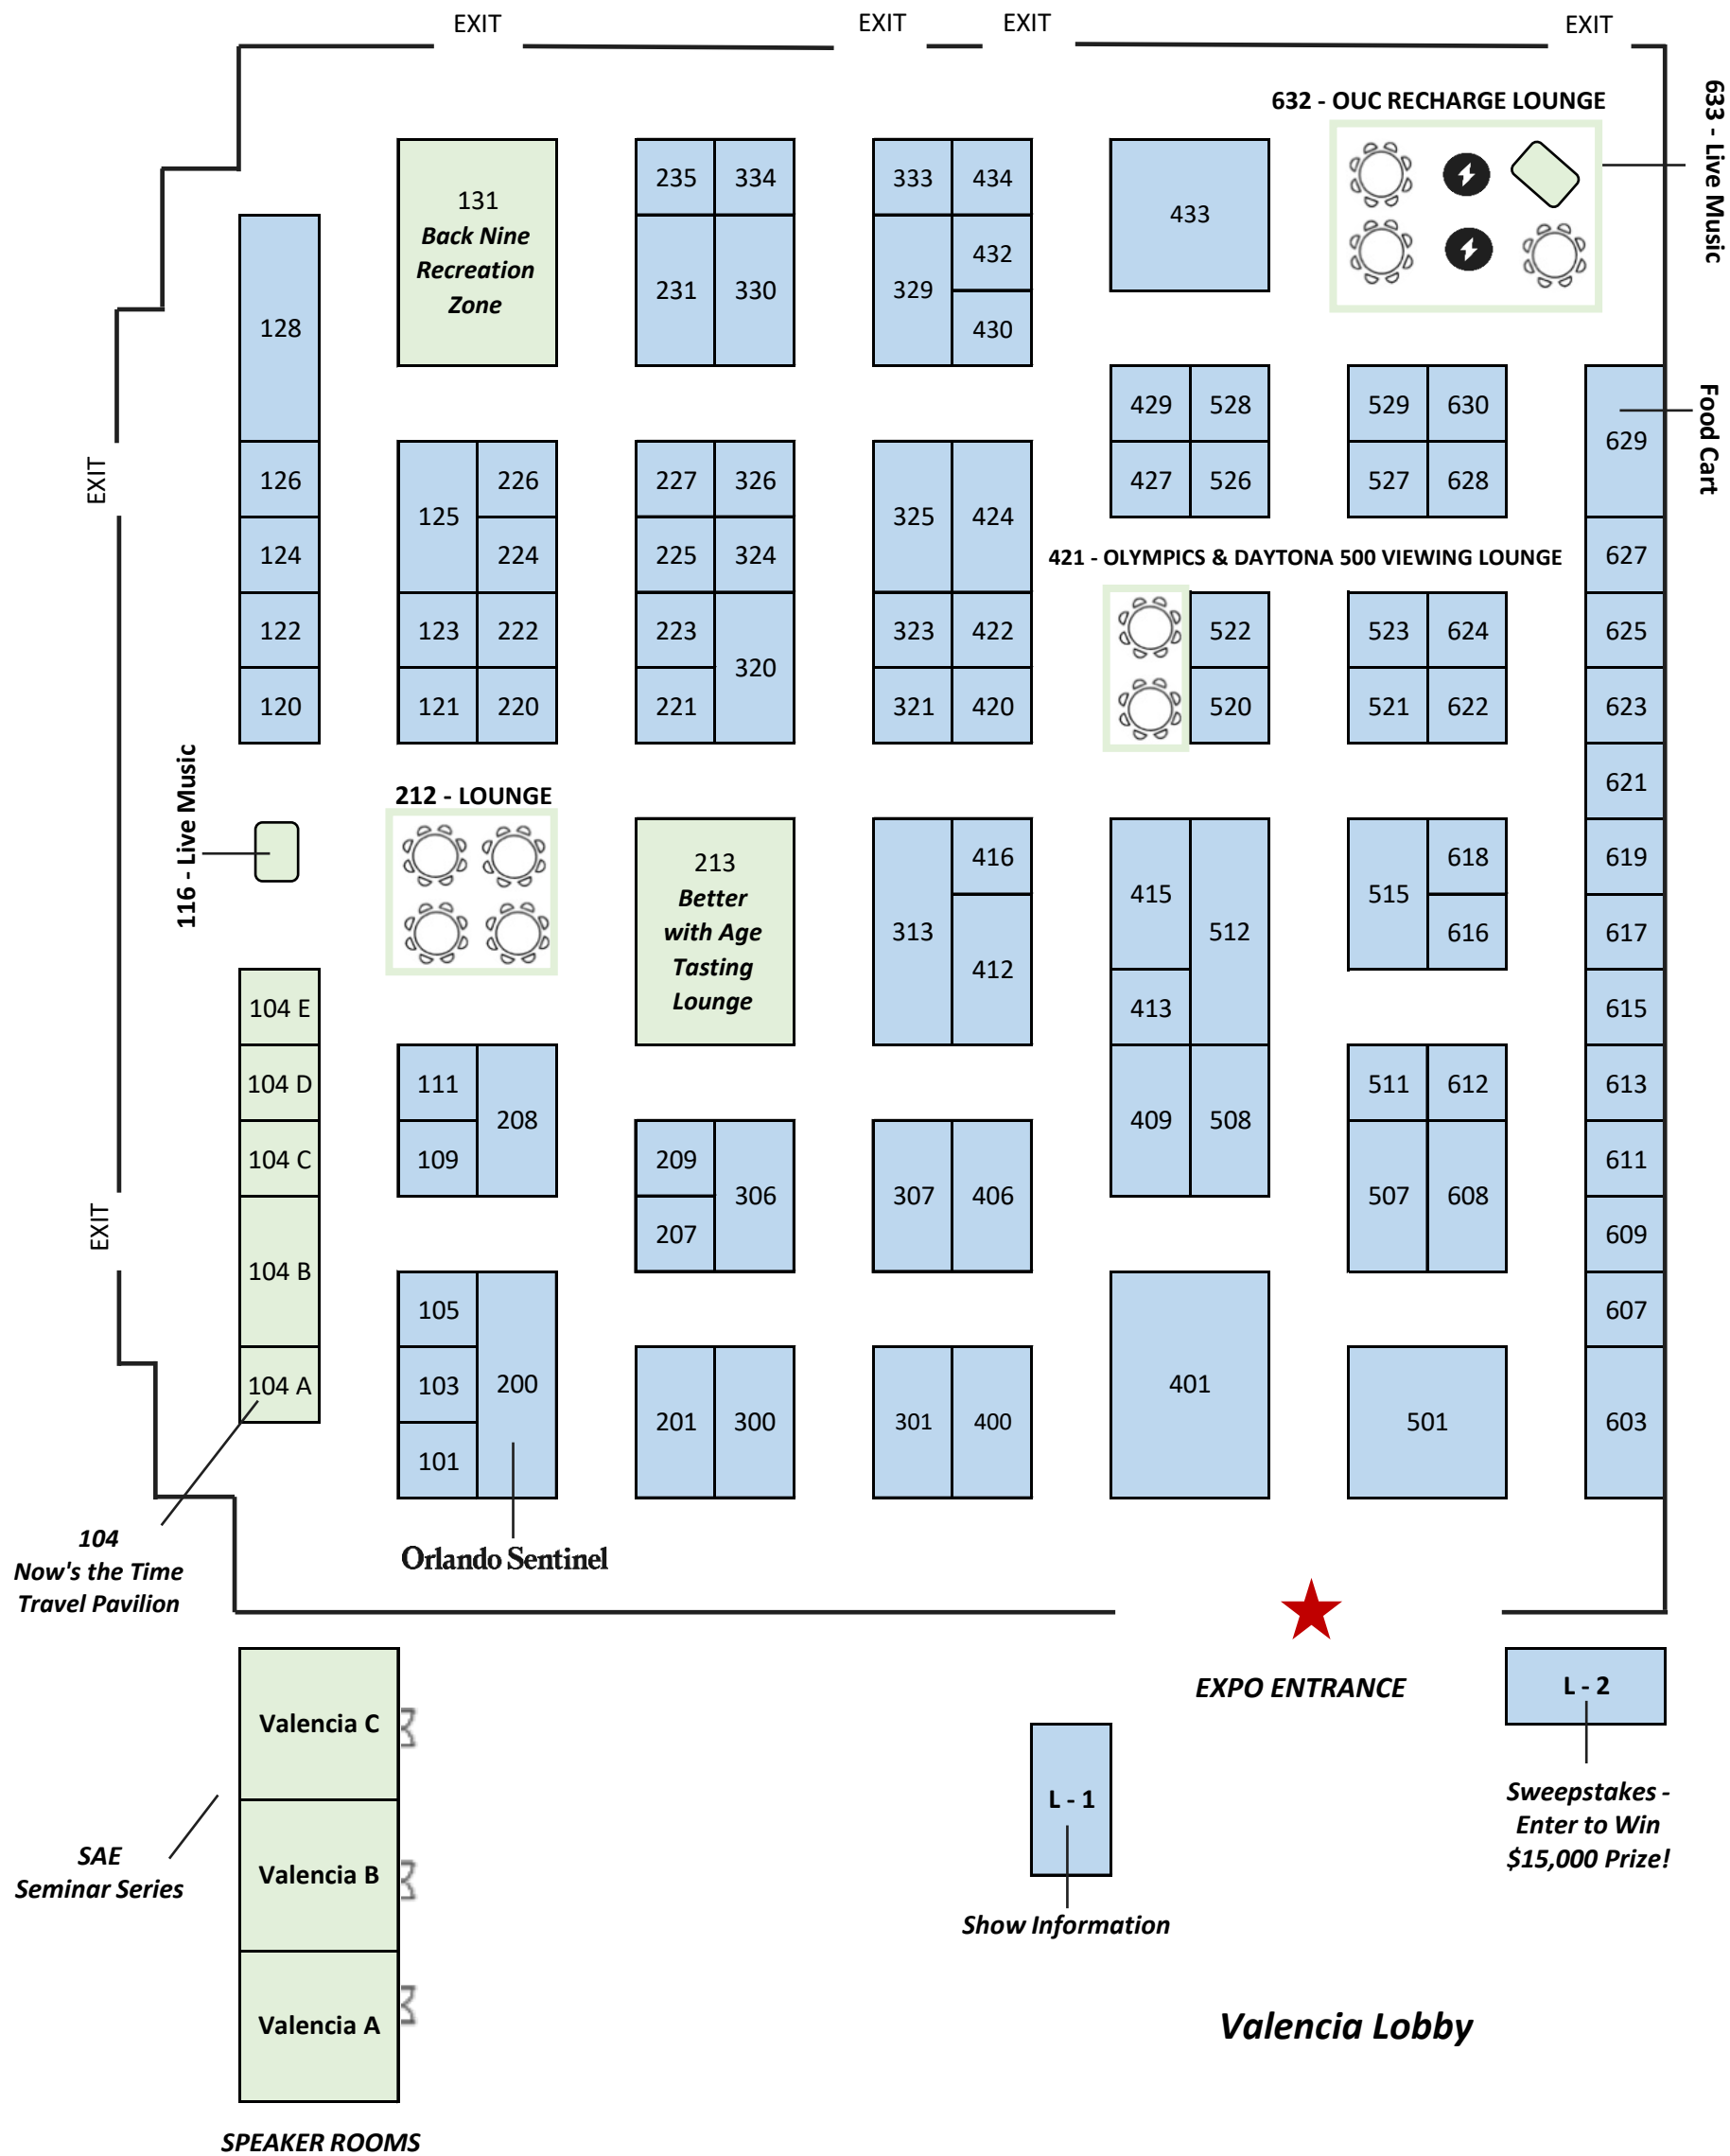 EXIT
EXIT
EXIT
EXIT
632 - OUC RECHARGE LOUNGE
633 - Live Music
131
Back Nine
Recreation
Zone
235
334
333
434
433
231
330
329
432
430
128
429
528
529
630
629
Food Cart
EXIT
126
125
226
227
326
325
424
427
526
527
628
124
224
225
324
627
421 - OLYMPICS & DAYTONA 500 VIEWING LOUNGE
122
123
222
223
320
323
422
522
523
624
625
120
121
220
221
321
420
520
521
622
623
621
116 - Live Music
212 - LOUNGE
213
Better
with Age
Tasting
Lounge
313
416
412
415
512
413
515
618
616
619
617
615
104 E
104 D
104 C
104 B
104 A
111
109
208
209
207
306
307
406
409
508
511
612
507
608
613
611
609
607
EXIT
105
103
101
200
201
300
301
400
401
501
603
Orlando Sentinel
104
Now's the Time
Travel Pavilion
EXPO ENTRANCE
L - 2
Sweepstakes -
Enter to Win
$15,000 Prize!
L - 1
Show Information
Valencia C
Valencia B
Valencia A
SAE
Seminar Series
Valencia Lobby
SPEAKER ROOMS